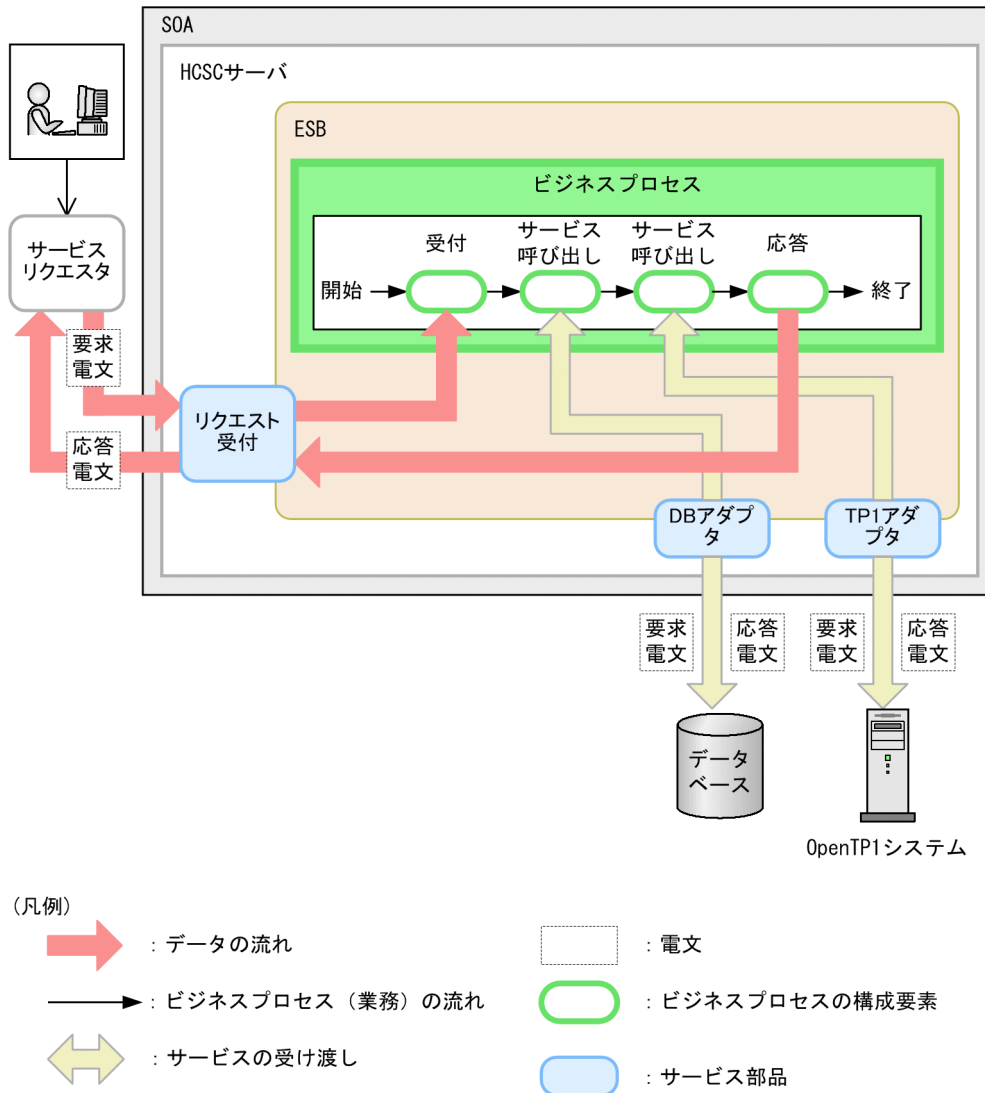 SOA
HCSCサーバ
ESB
ビジネスプロセス
サービス
リクエスタ
受付
サービス
呼び出し
サービス
呼び出し
応答
開始
終了
要求
電文
リクエスト
受付
応答
電文
DBアダプ
タ
TP1アダ
プタ
要求
電文
応答
電文
要求
電文
応答
電文
データ
ベース
OpenTP1システム
(凡例)
:データの流れ
:電文
:ビジネスプロセス(業務)の流れ
:ビジネスプロセスの構成要素
:サービスの受け渡し
:サービス部品